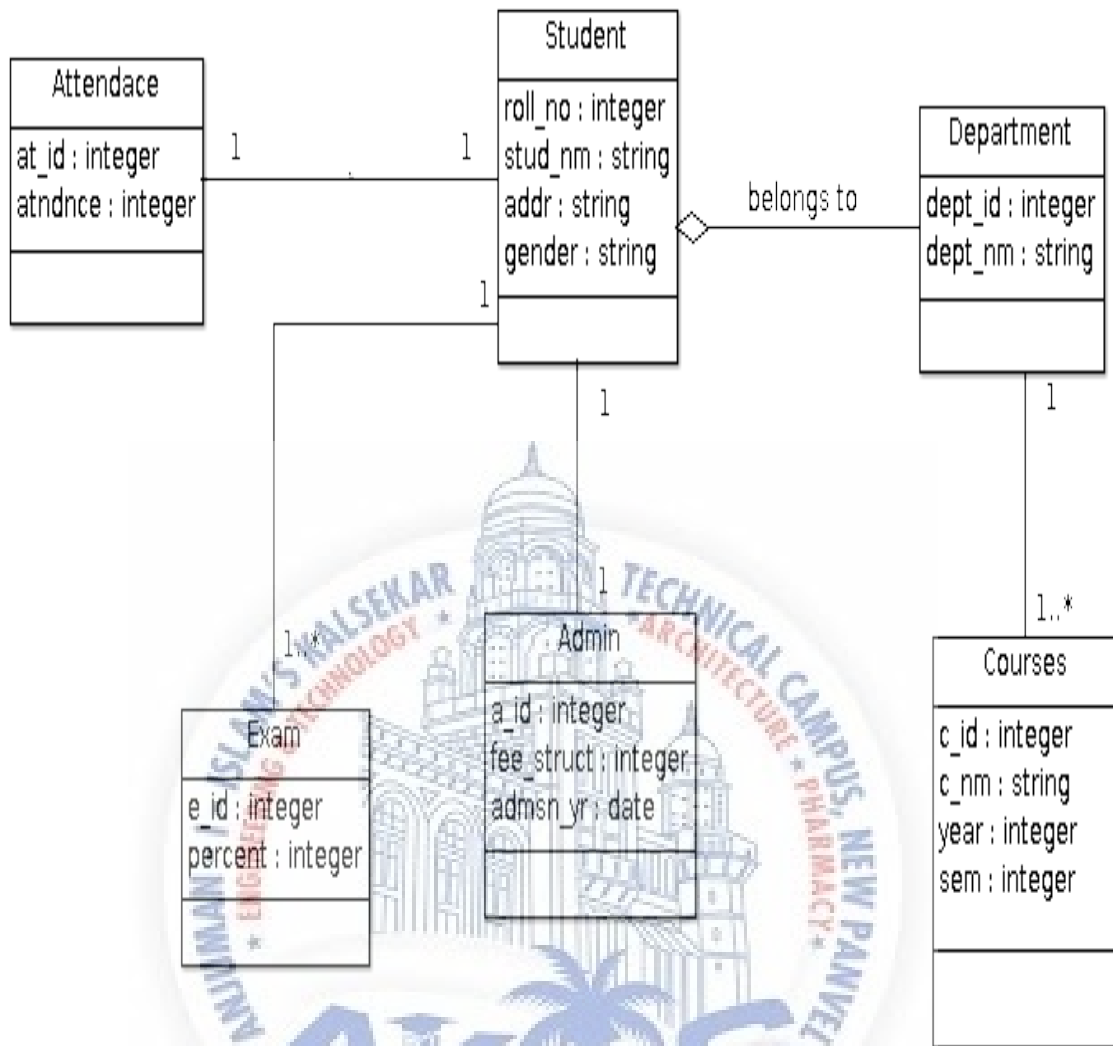 Student
roll_no : integer
stud_nm : string
addr : string
gender : string
Attendace
at_id : integer
atndnce : integer
1
1
belongs to
Department
dept_id : integer
dept_nm : string
1
1
1
1..*
1
1..*
Exam
e_id : integer
percent : integer
Admin
a_id : integer
fee_struct : integer
admsn_yr : date
Courses
c_id : integer
c_nm : string
year : integer
sem : integer
ANJUMAN-I-ISLAM'S KALSEKAR TECHNICAL CAMPUS, NEW PANVEL
ENGINEERING & TECHNOLOGY * ARCHITECTURE * PHARMACY *